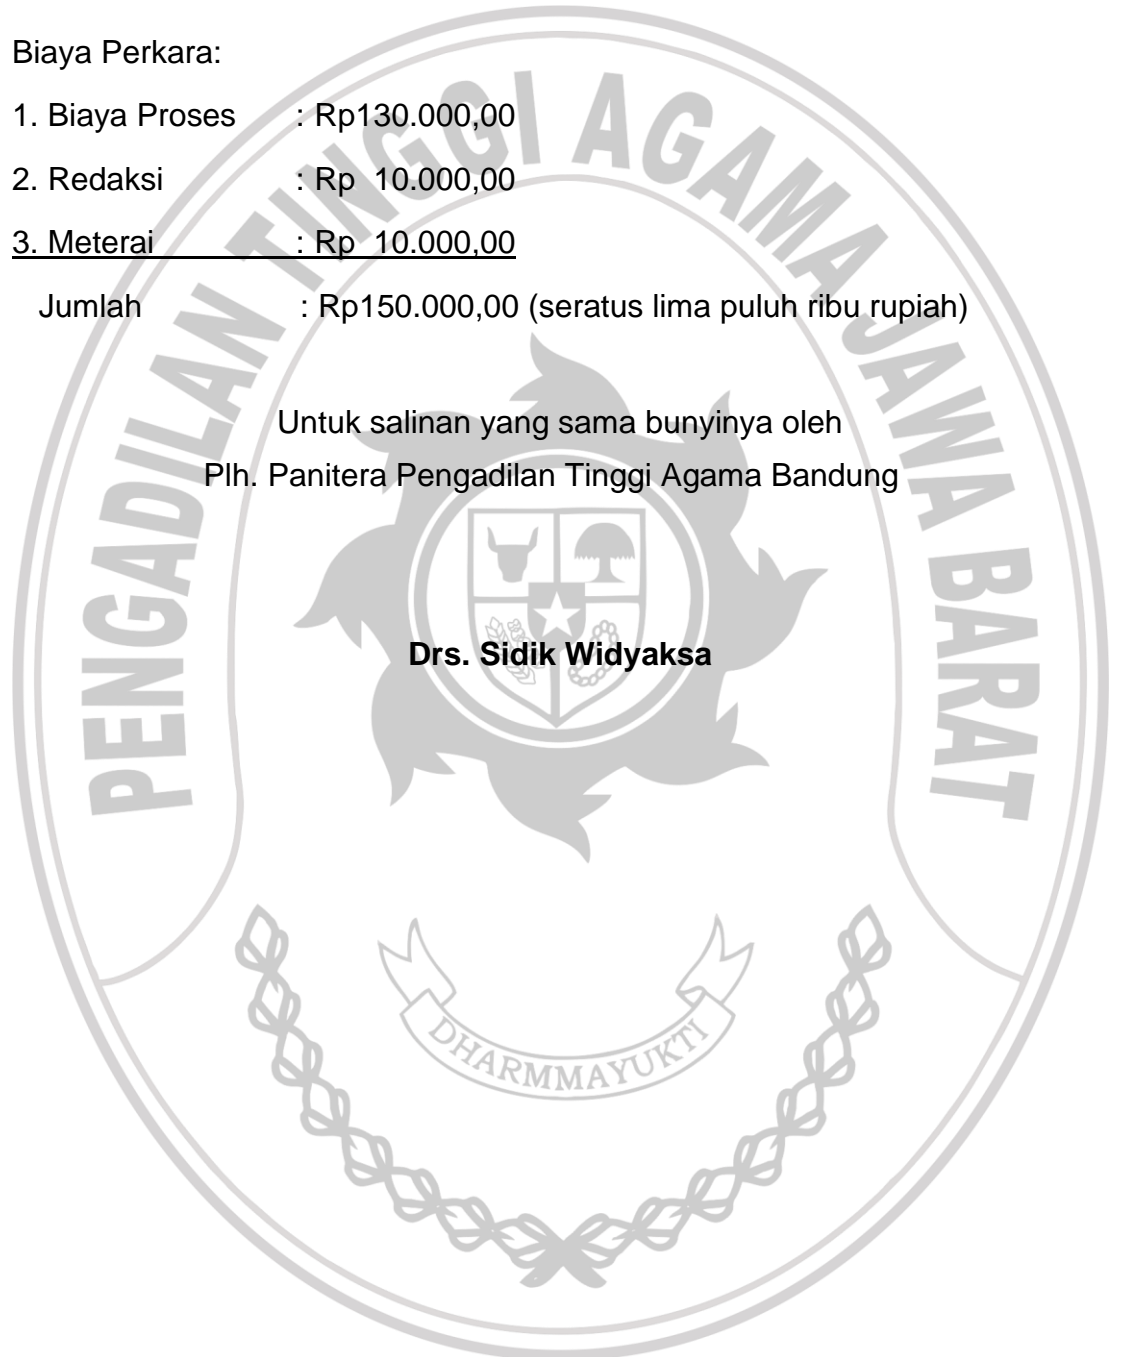 Biaya Perkara:
1. Biaya Proses : Rp130.000,00
2. Redaksi : Rp 10.000,00
3. Meterai : Rp 10.000,00
Jumlah : Rp150.000,00 (seratus lima puluh ribu rupiah)
Untuk salinan yang sama bunyinya oleh
Plh. Panitera Pengadilan Tinggi Agama Bandung
Drs. Sidik Widyaksa
PENGADILAN TINGGI AGAMA JAWA BARAT
DHARMMAYUKTI